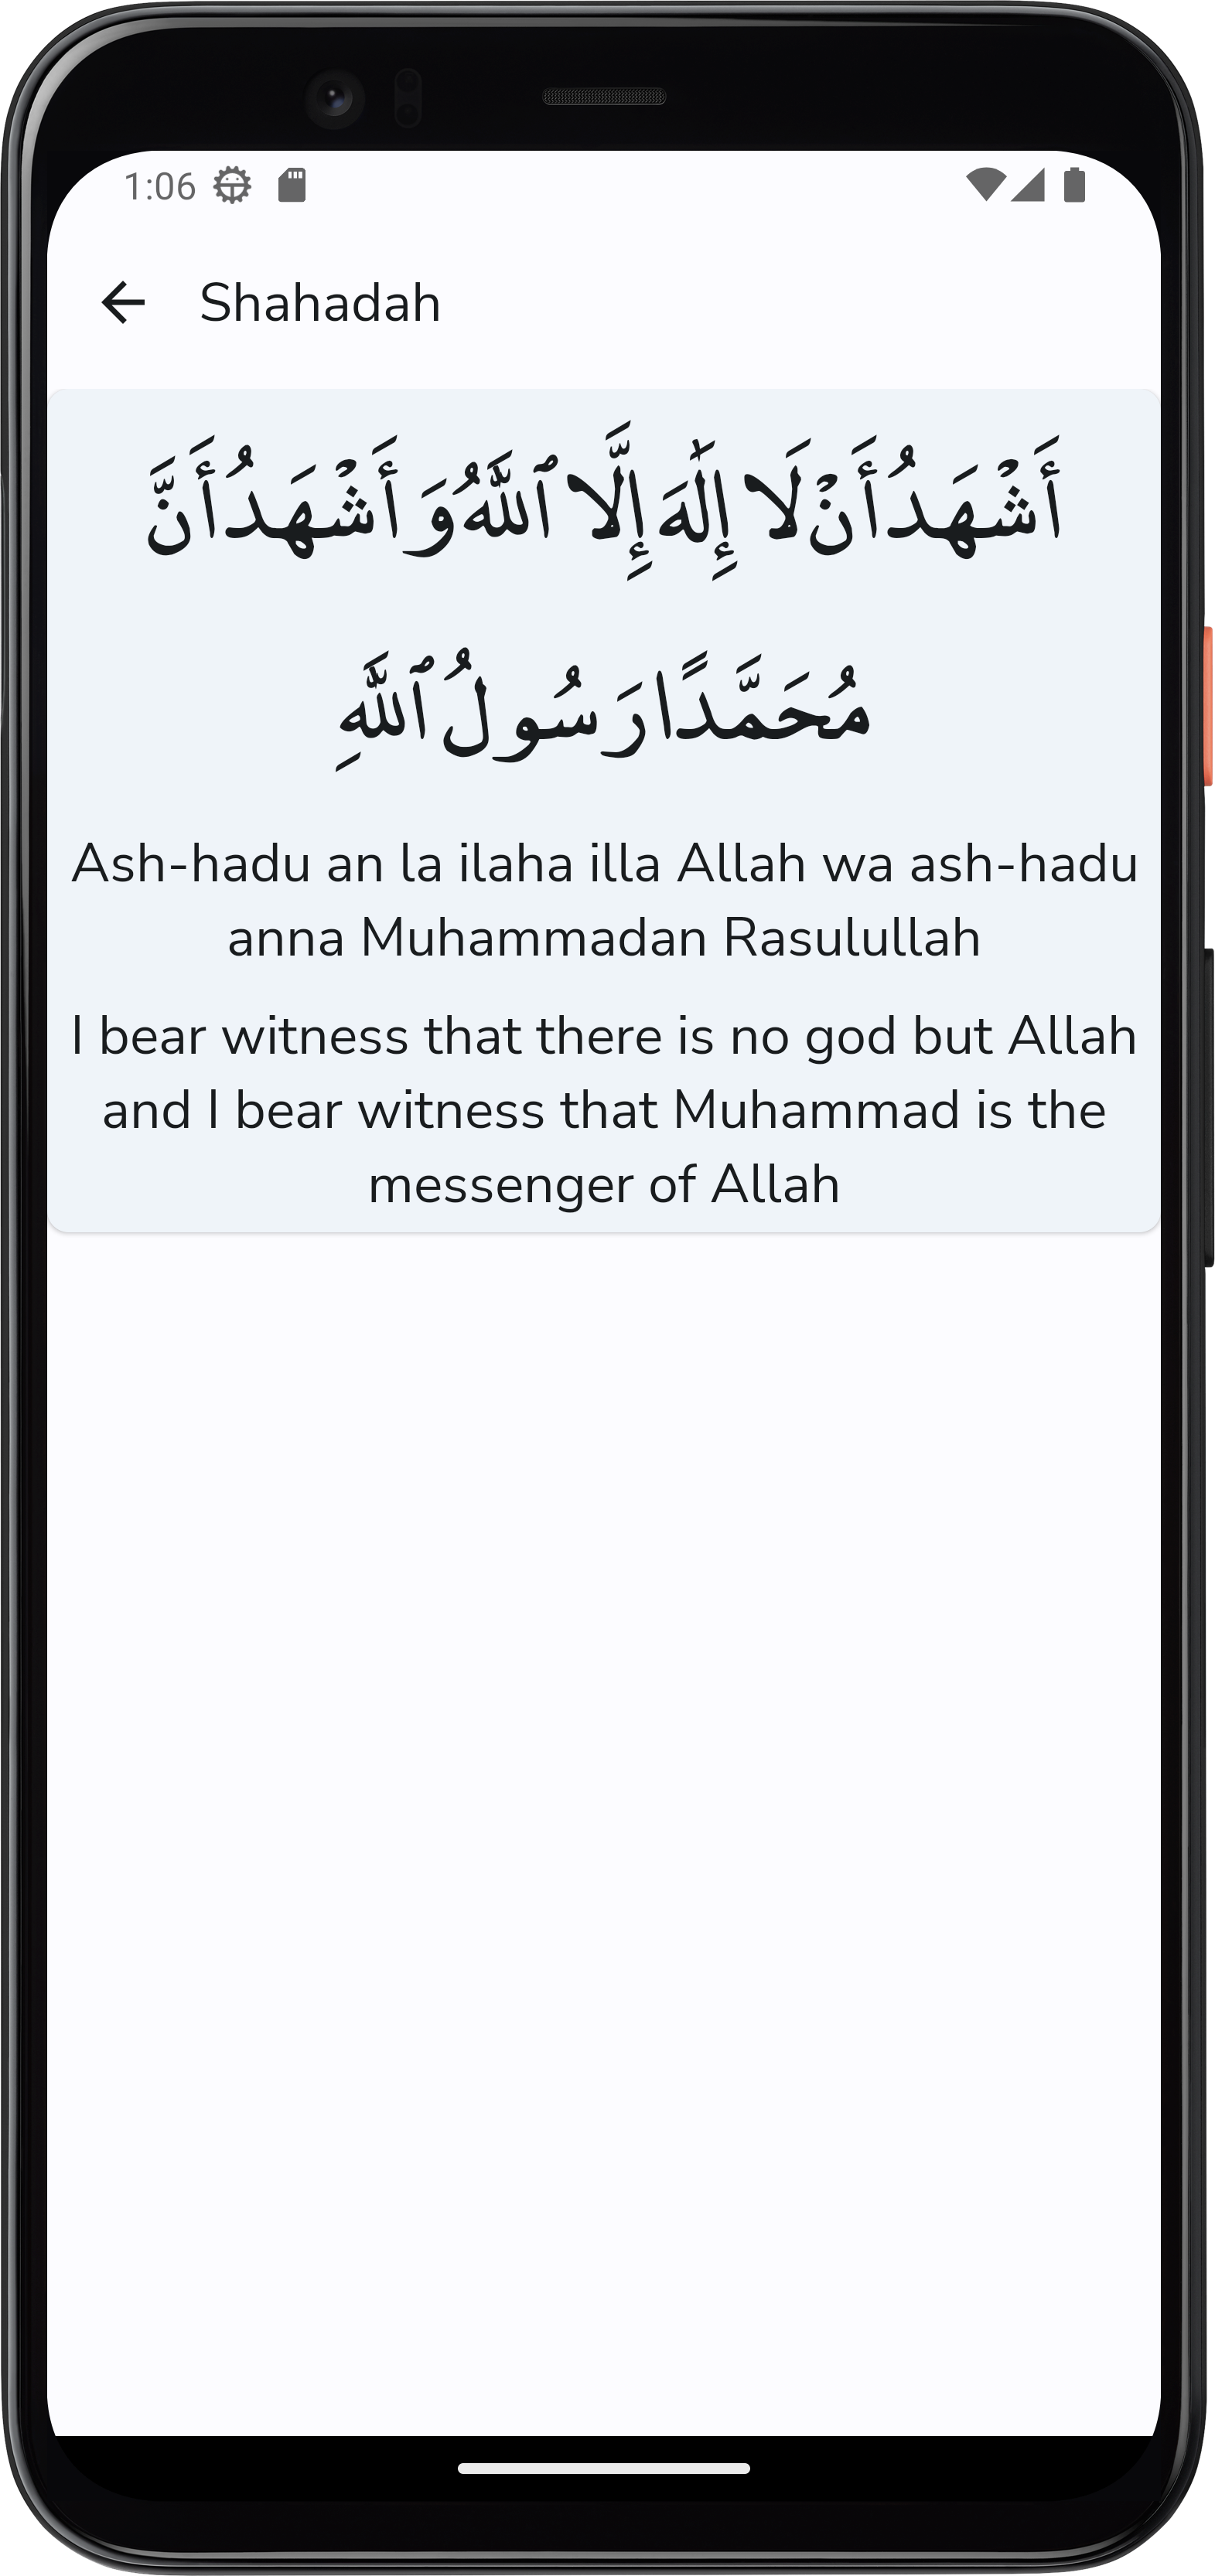 1:06
Shahadah
أَشْهَدُ أَنْ لَا إِلَٰهَ إِلَّا ٱللَّهُ وَ أَشْهَدُ أَنَّ
مُحَمَّدًا رَسُولُ ٱللَّهِ
Ash-hadu an la ilaha illa Allah wa ash-hadu
anna Muhammadan Rasulullah
I bear witness that there is no god but Allah
and I bear witness that Muhammad is the
messenger of Allah